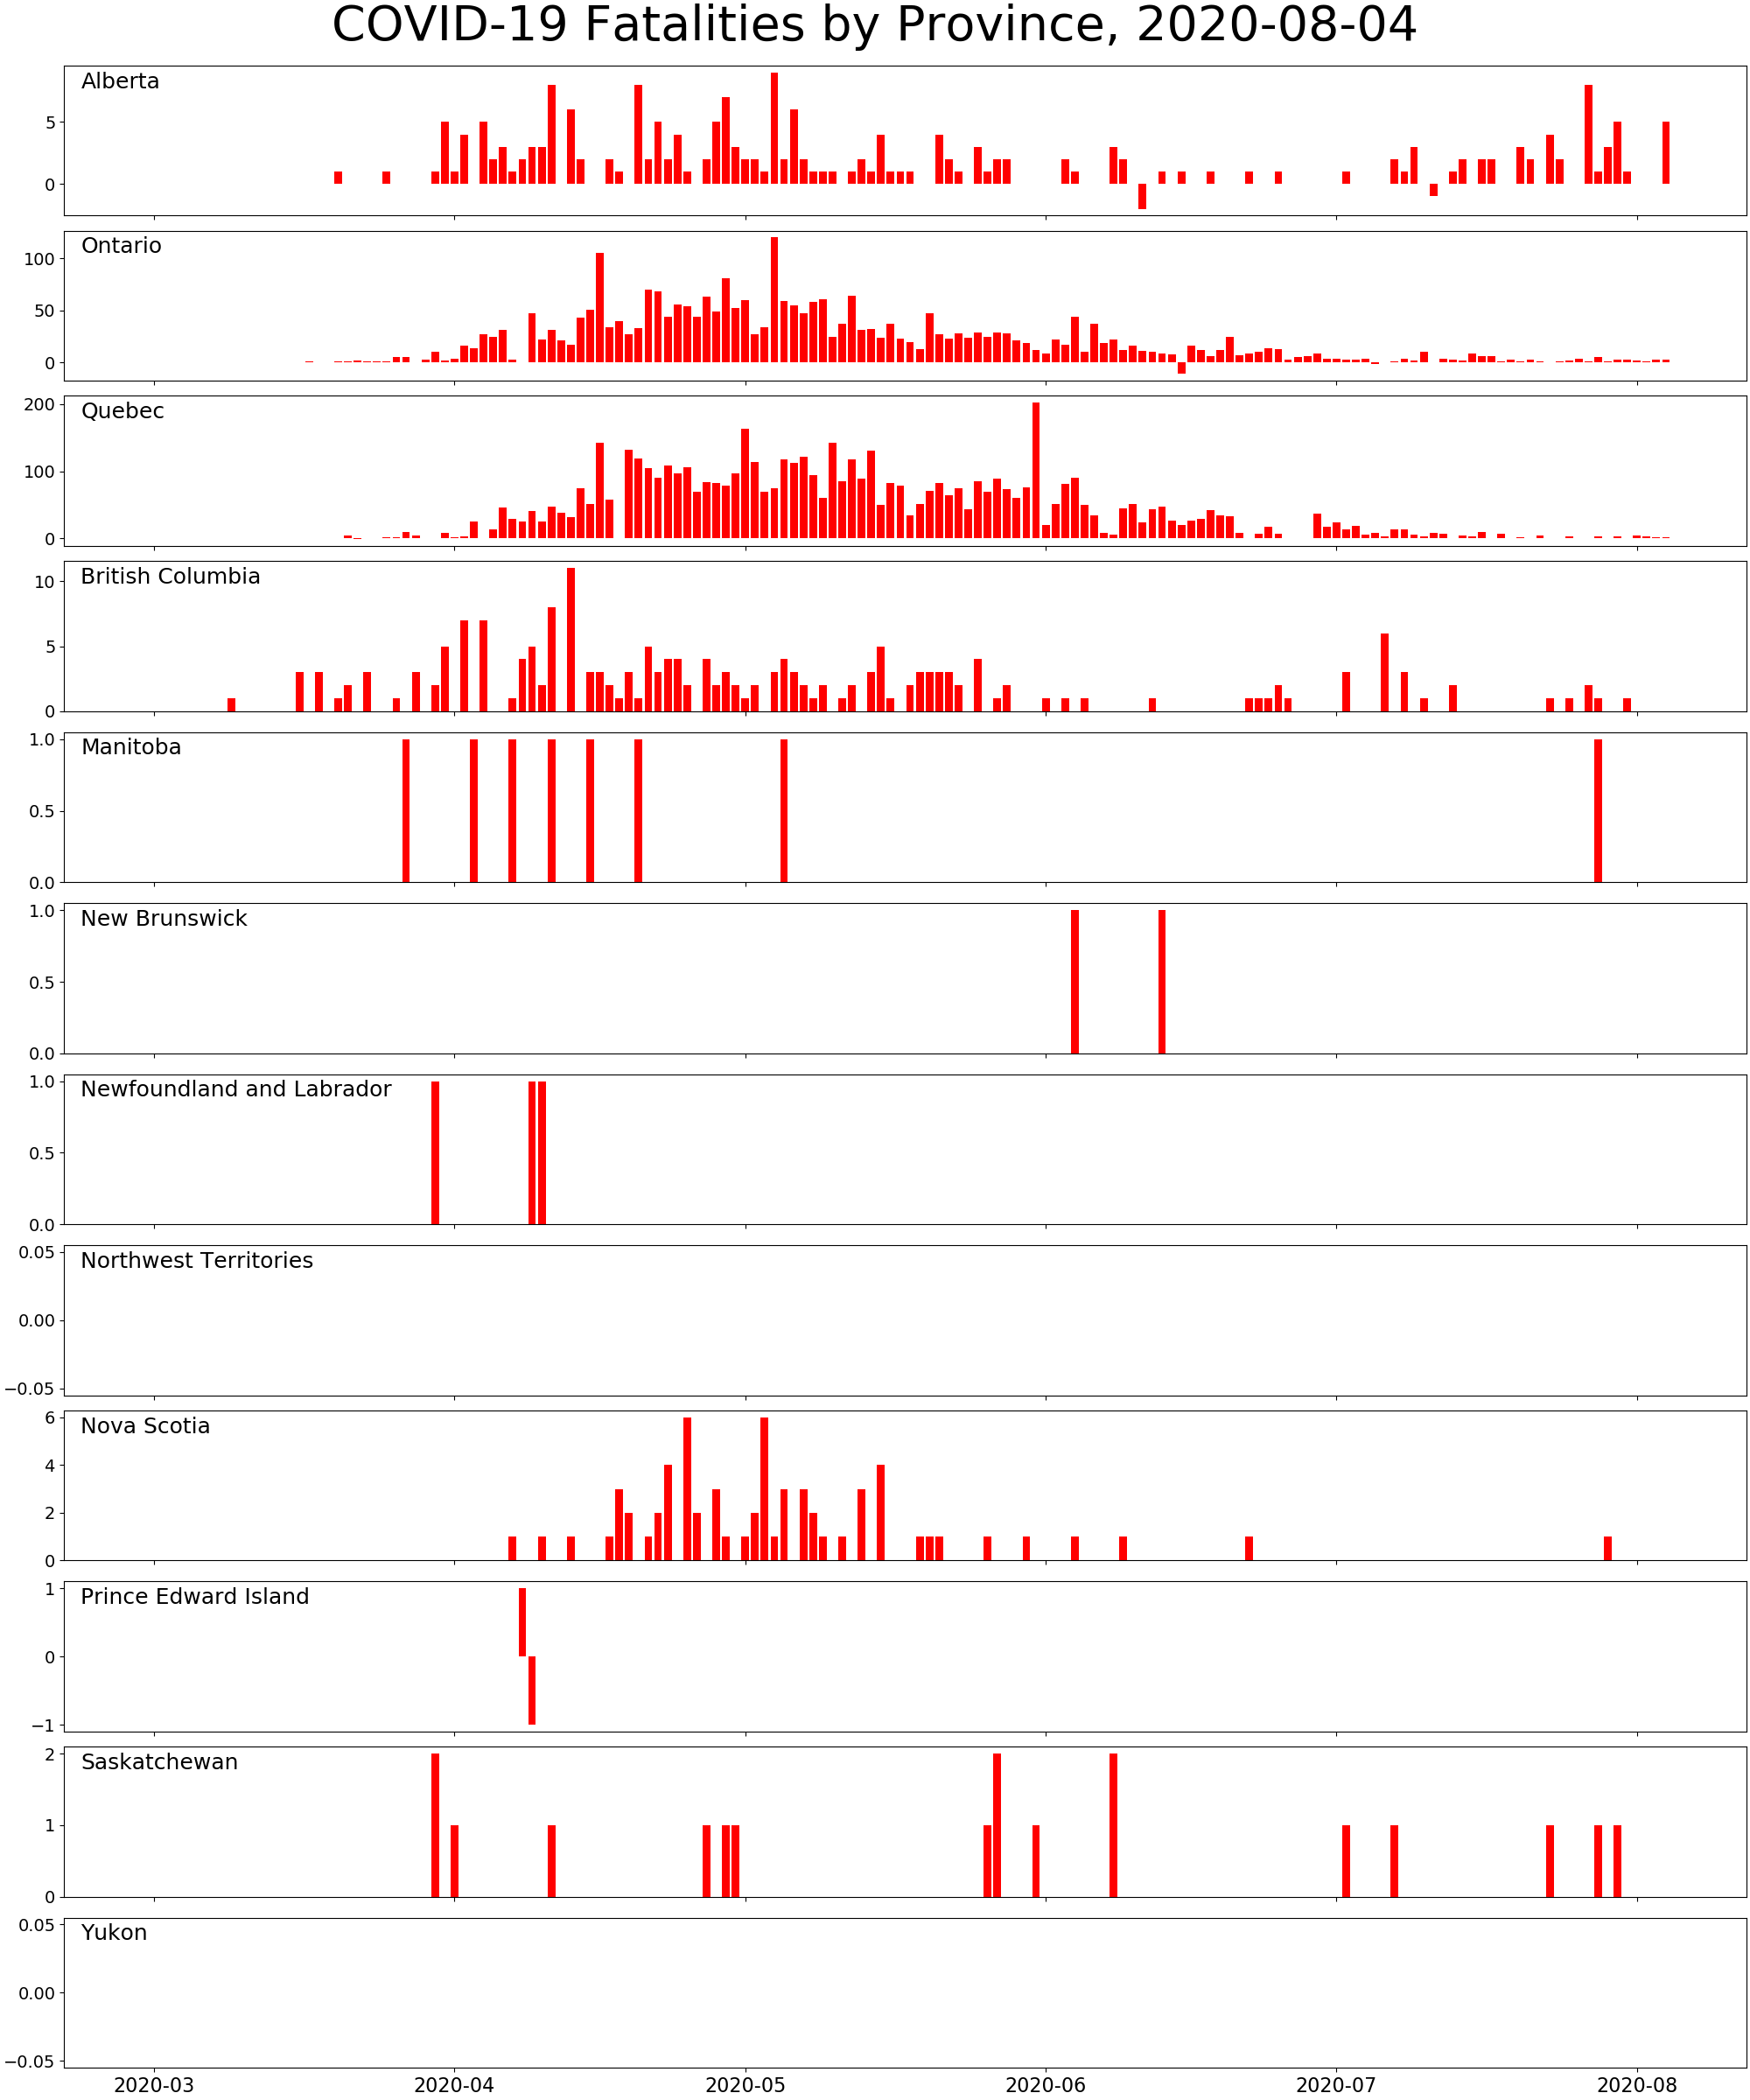 COVID-19 Fatalities by Province, 2020-08-04
Alberta
5
0
Ontario
100
50
0
Quebec
200
100
0
British Columbia
10
5
0
Manitoba
1.0
0.5
0.0
New Brunswick
1.0
0.5
0.0
Newfoundland and Labrador
1.0
0.5
0.0
Northwest Territories
0.05
0.00
−0.05
Nova Scotia
6
4
2
0
Prince Edward Island
1
0
−1
Saskatchewan
2
1
0
Yukon
0.05
0.00
−0.05
2020-03 2020-04 2020-05 2020-06 2020-07 2020-08